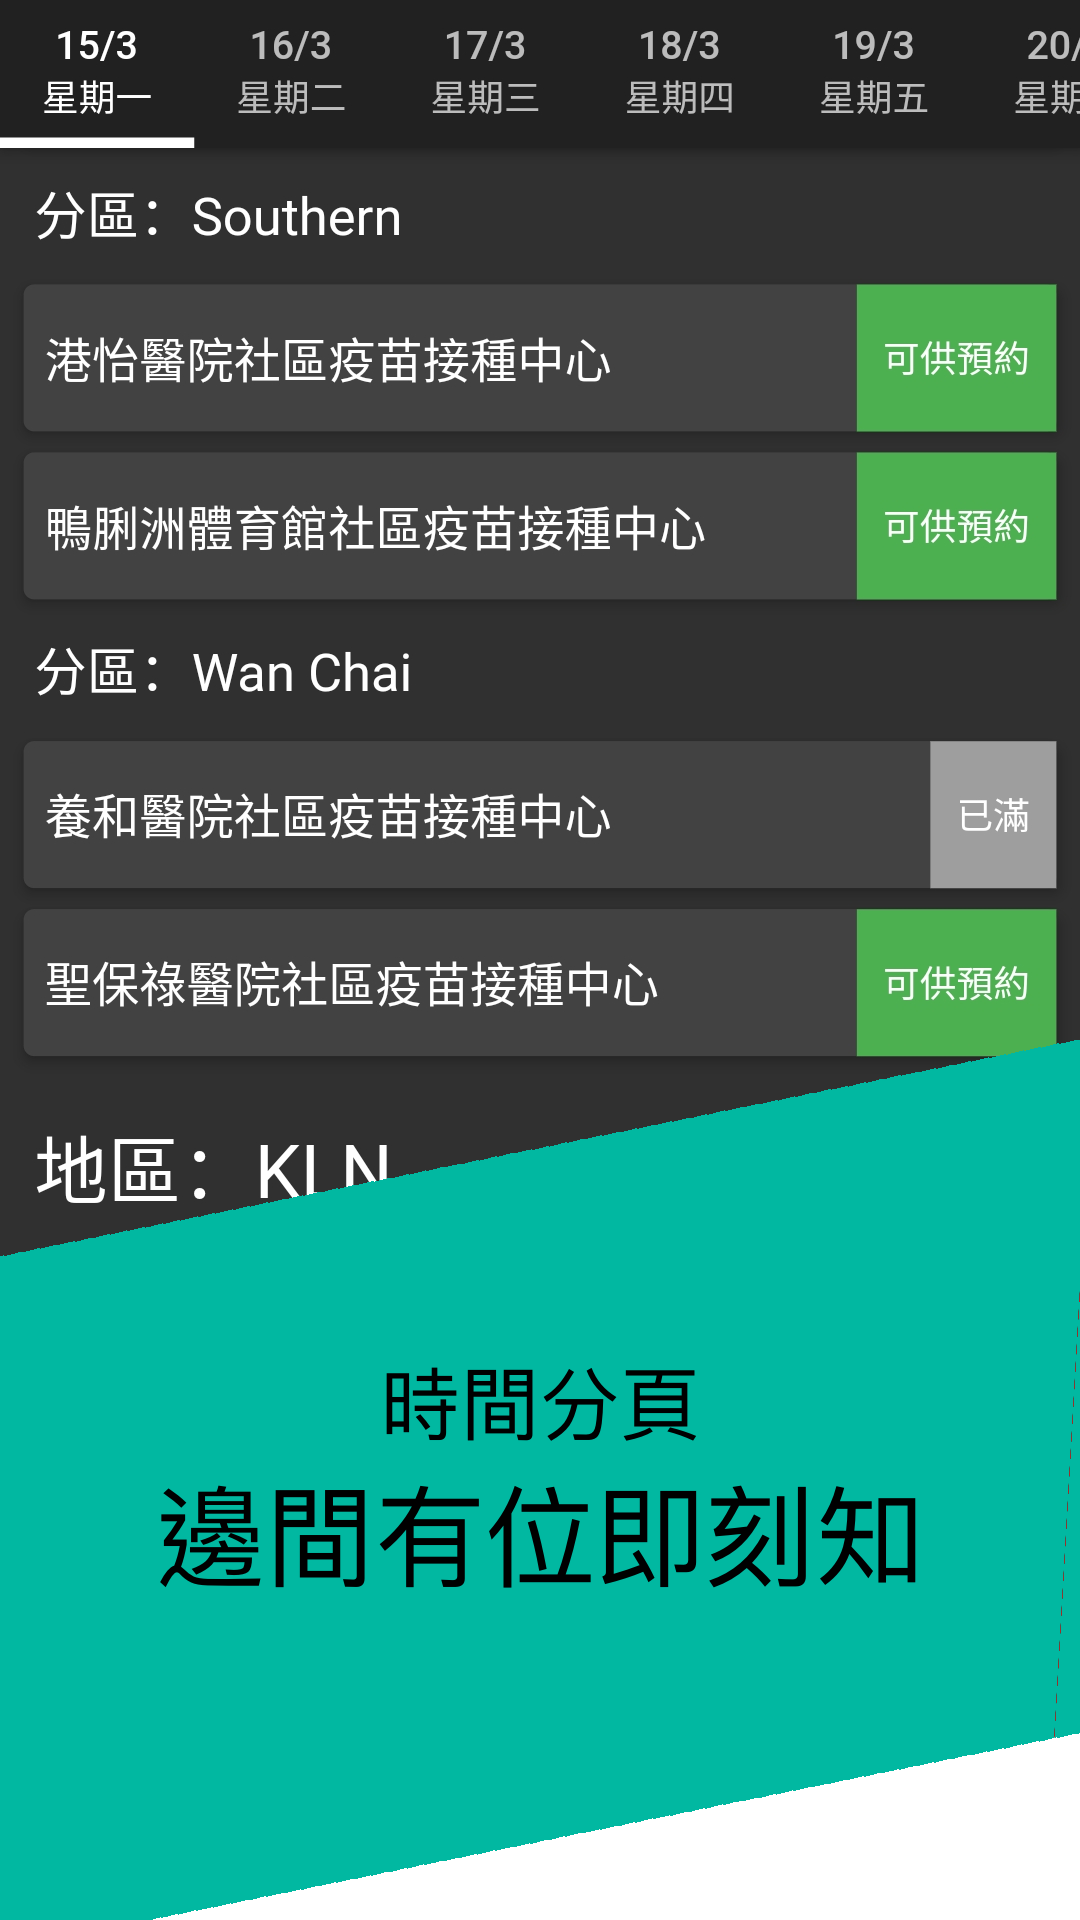 15/3 16/3 17/3 18/3 19/3 20/
星期一 星期二 星期三 星期四 星期五 星期
分區：Southern
港怡醫院社區疫苗接種中心 可供預約
鴨脷洲體育館社區疫苗接種中心 可供預約
分區：Wan Chai
養和醫院社區疫苗接種中心 已滿
聖保祿醫院社區疫苗接種中心 可供預約
地區：KLN
時間分頁
邊間有位即刻知